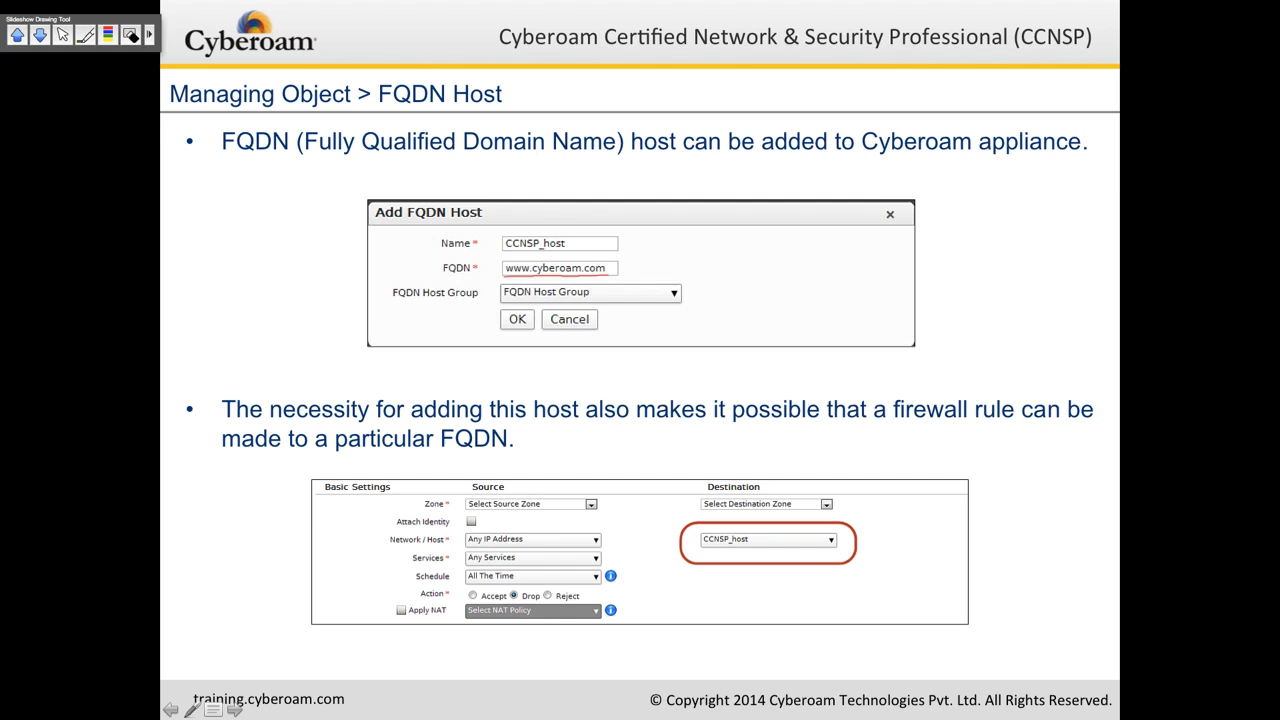 Slideshow Drawing Tool
Cyberoam
Cyberoam Certified Network & Security Professional (CCNSP)
Managing Object > FQDN Host
• FQDN (Fully Qualified Domain Name) host can be added to Cyberoam appliance.
Add FQDN Host
Name * CCNSP_host
FQDN * www.cyberoam.com
FQDN Host Group FQDN Host Group
OK Cancel
• The necessity for adding this host also makes it possible that a firewall rule can be
made to a particular FQDN.
Basic Settings Source Destination
Zone * Select Source Zone Select Destination Zone
Attach Identity
Network / Host * Any IP Address CCNSP_host
Services * Any Services
Schedule All The Time
Action * Accept Drop Reject
Apply NAT Select NAT Policy
training.cyberoam.com © Copyright 2014 Cyberoam Technologies Pvt. Ltd. All Rights Reserved.